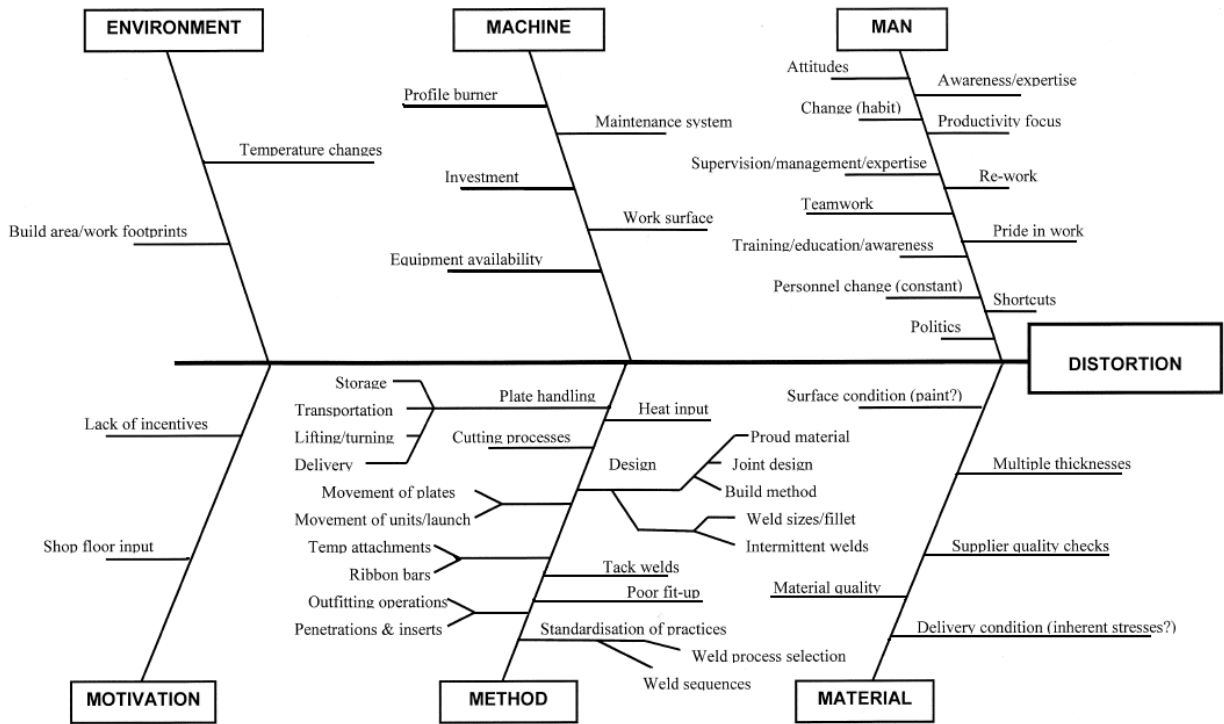 ENVIRONMENT
MACHINE
MAN
Attitudes
Awareness/expertise
Profile burner
Change (habit)
Productivity focus
Maintenance system
Temperature changes
Supervision/management/expertise
Investment
Re-work
Teamwork
Work surface
Build area/work footprints
Pride in work
Training/education/awareness
Equipment availability
Personnel change (constant)
Shortcuts
Politics
DISTORTION
Storage
Plate handling
Surface condition (paint?)
Transportation
Heat input
Lack of incentives
Lifting/turning
Cutting processes
Proud material
Delivery
Design
Joint design
Multiple thicknesses
Movement of plates
Build method
Movement of units/launch
Weld sizes/fillet
Shop floor input
Temp attachments
Intermittent welds
Supplier quality checks
Ribbon bars
Tack welds
Material quality
Poor fit-up
Outfitting operations
Penetrations & inserts
Standardisation of practices
Delivery condition (inherent stresses?)
Weld process selection
Weld sequences
MOTIVATION
METHOD
MATERIAL